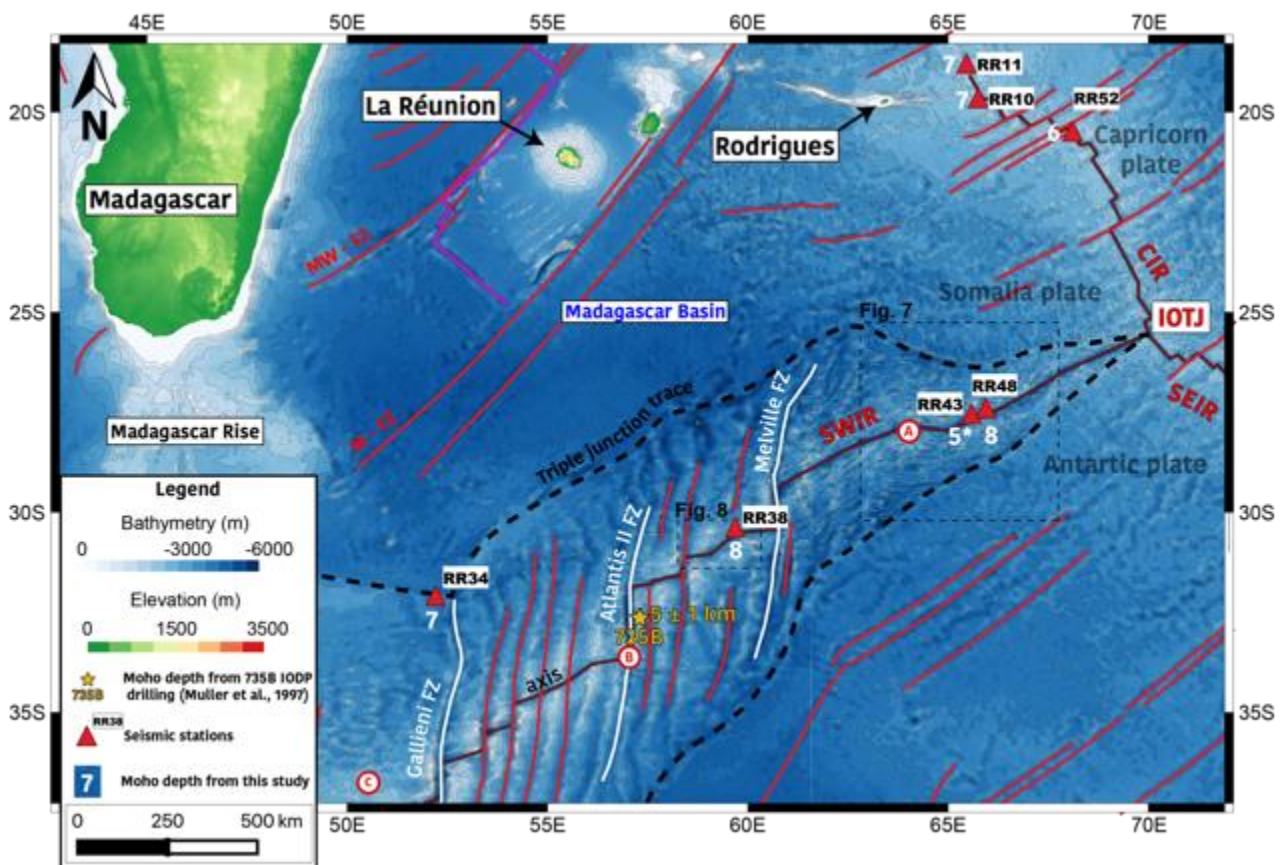 45E 50E 55E 60E 65E 70E
20S
25S
30S
35S
20S
25S
30S
35S
50E 55E 60E 65E 70E
N
La Réunion
Rodrigues
7 RR11
7 RR10
RR52
6
Capricorn
plate
Madagascar
CIR
Somalia plate
Madagascar Basin
Fig. 7
IOTJ
SEIR
Madagascar Rise
Triple junction trace
Melville FZ
SWIR
RR43
RR48
A
5*
8
Antartic plate
Fig. 8
RR38
8
Atlantis II FZ
RR34
7
5 ± 1 km
B
axis
Gallieni FZ
C
Legend
Bathymetry (m)
0 -3000 -6000
Elevation (m)
0 1500 3500
735B
Moho depth from 735B IODP
drilling (Muller et al., 1997)
RR38
Seismic stations
7 Moho depth from this study
0 250 500 km